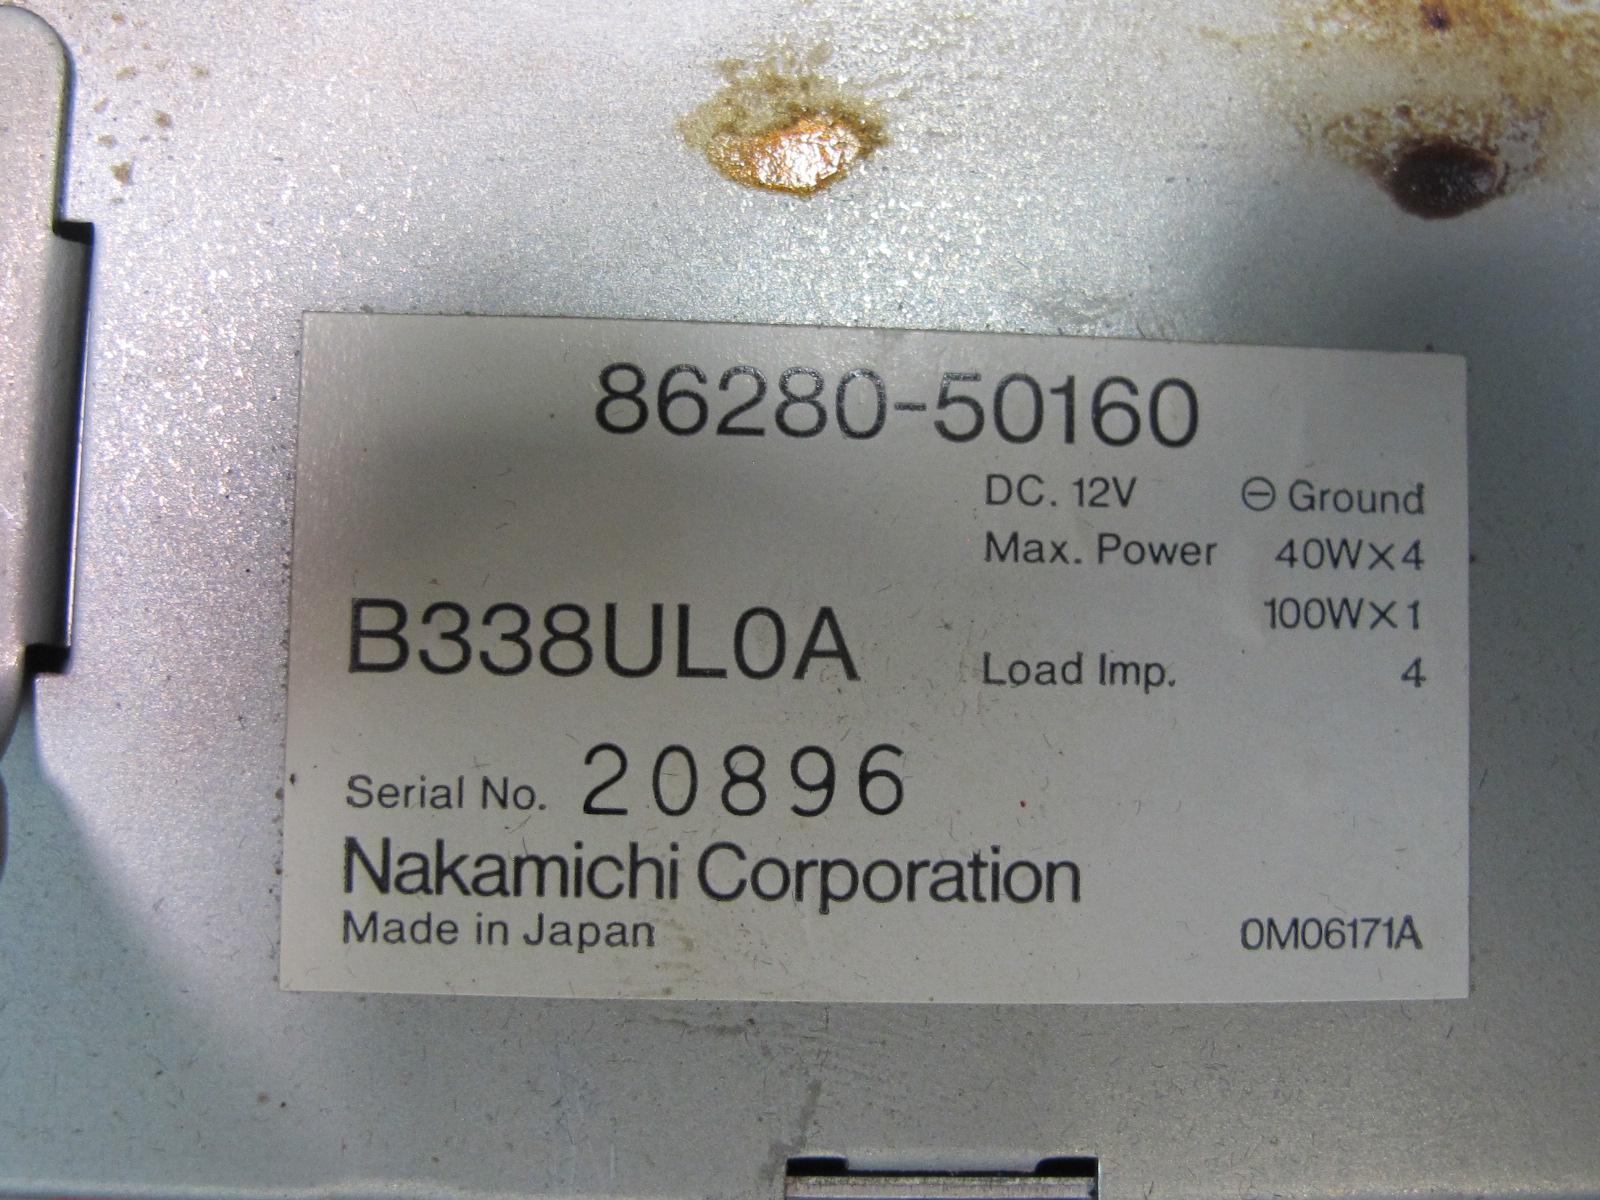 86280-50160
DC. 12V ⊖ Ground
Max. Power 40W×4
100W×1
B338UL0A
Load Imp. 4
Serial No. 20896
Nakamichi Corporation
Made in Japan 0M06171A